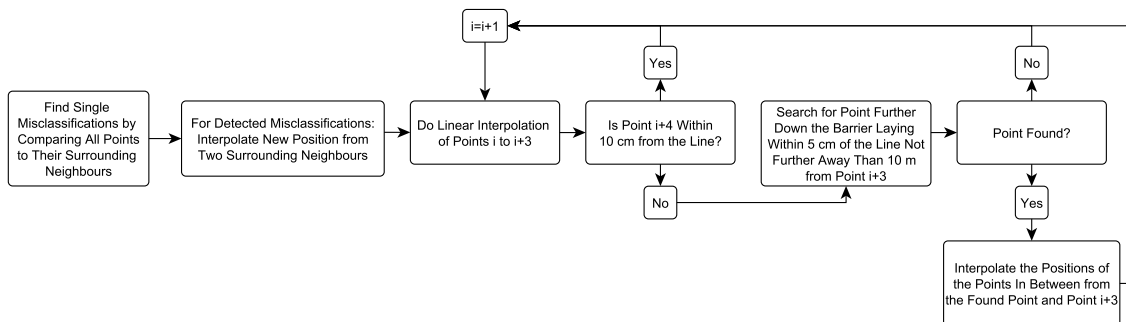 i=i+1
Yes
No
Find Single
Misclassifications by
Comparing All Points
to Their Surrounding
Neighbours
For Detected Misclassifications:
Interpolate New Position from
Two Surrounding Neighbours
Do Linear Interpolation
of Points i to i+3
Is Point i+4 Within
10 cm from the Line?
Search for Point Further
Down the Barrier Laying
Within 5 cm of the Line Not
Further Away Than 10 m
from Point i+3
Point Found?
No
Yes
Interpolate the Positions of
the Points In Between from
the Found Point and Point i+3